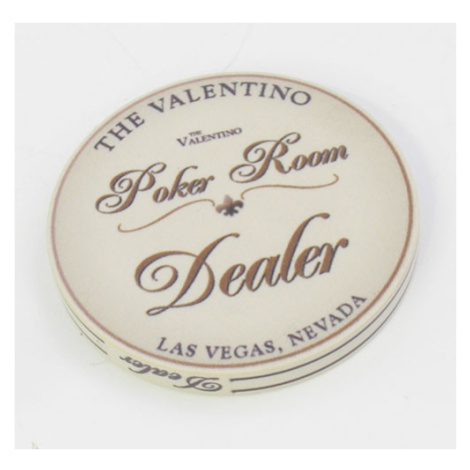 THE VALENTINO
THE
VALENTINO
Poker Room
Dealer
LAS VEGAS, NEVADA
Dealer